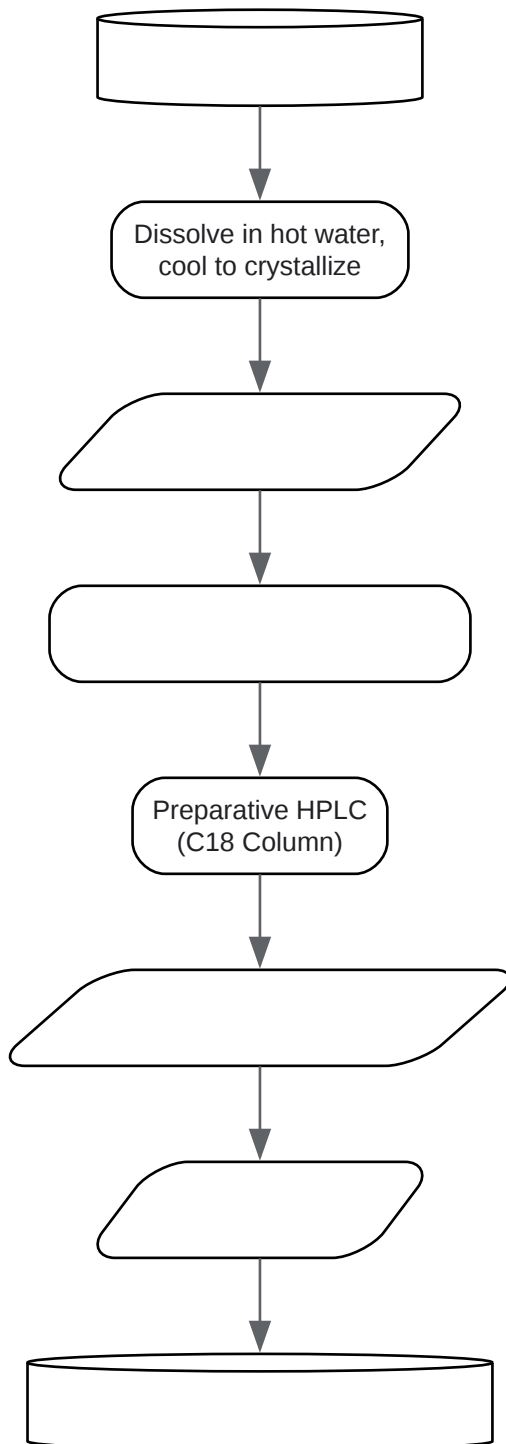 Dissolve in hot water,
cool to crystallize
Preparative HPLC
(C18 Column)